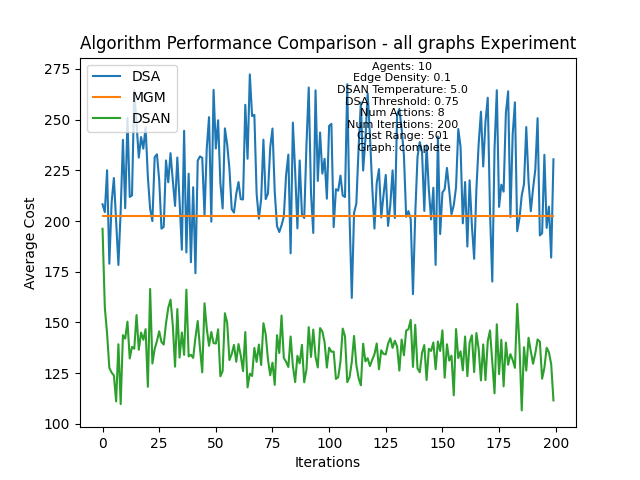 Algorithm Performance Comparison - all graphs Experiment
DSA
MGM
DSAN
Agents: 10
Edge Density: 0.1
DSAN Temperature: 5.0
DSA Threshold: 0.75
Num Actions: 8
Num Iterations: 200
Cost Range: 501
Graph: complete
Average Cost
275
250
225
200
175
150
125
100
0
25
50
75
100
125
150
175
200
Iterations